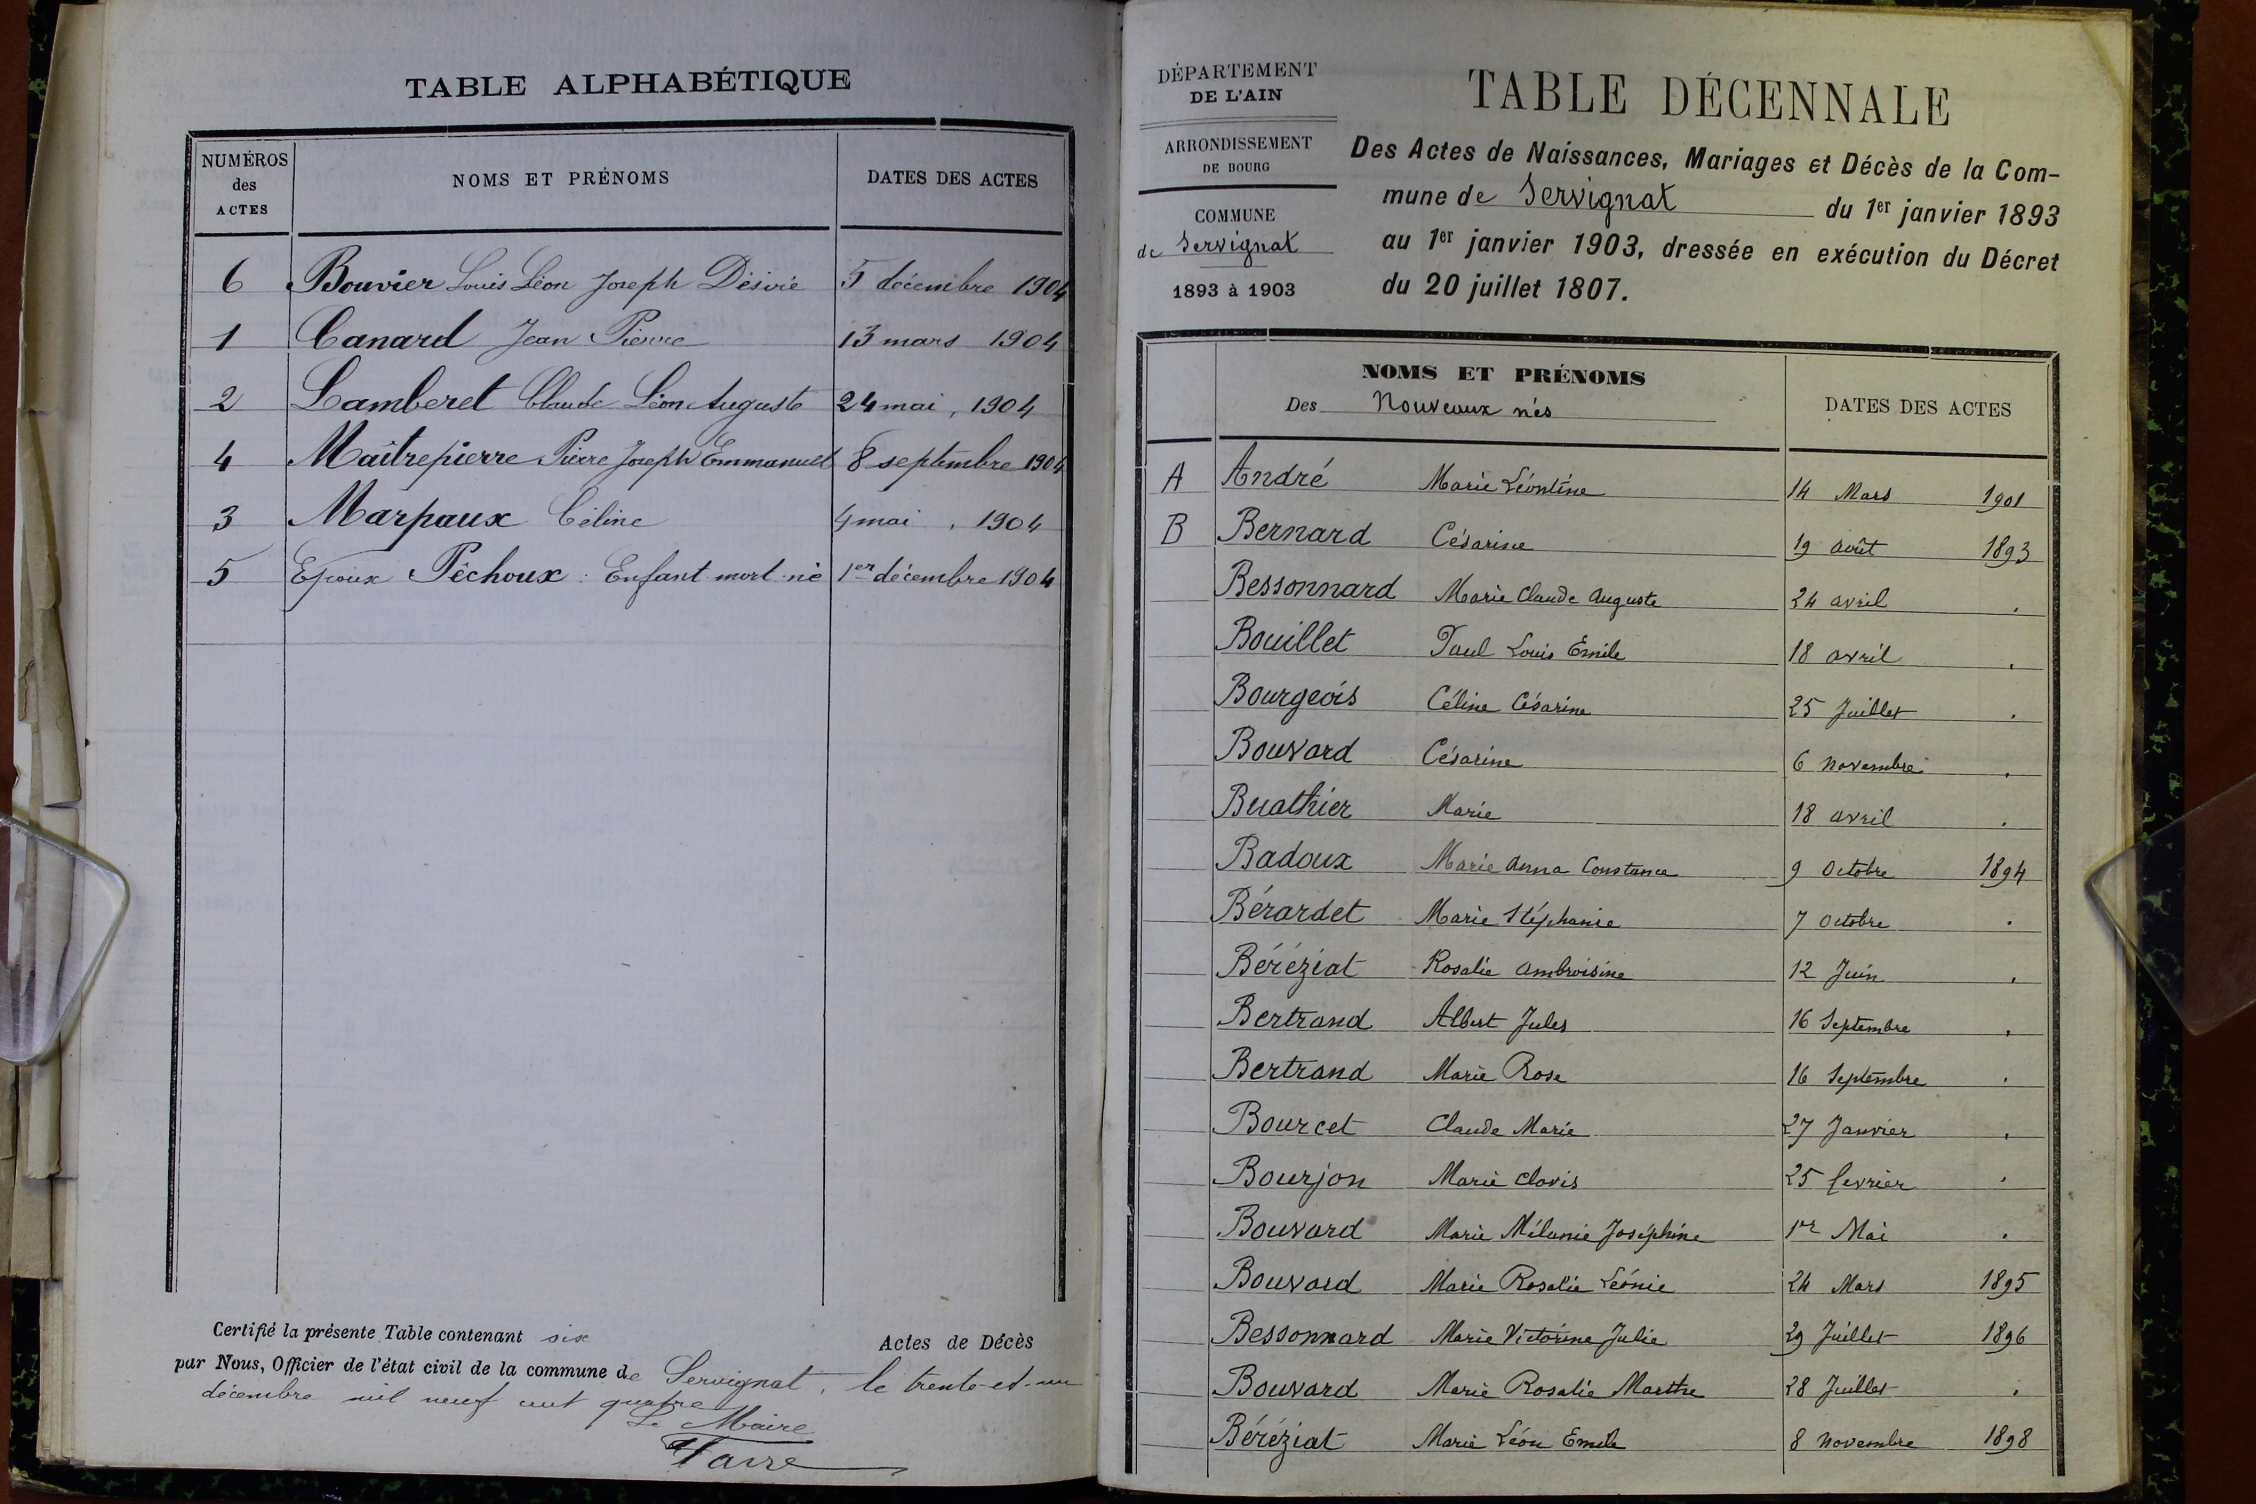 TABLE ALPHABÉTIQUE
NUMÉROS des ACTES
NOMS ET PRÉNOMS
DATES DES ACTES
6 Bouvier Louis Léon Joseph Désiré 5 décembre 1904
1 Canard Jean Pierre 13 mars 1904
2 Lamberet Claude Léon Auguste 24 mai, 1904
4 Maîtrepierre Pierre Joseph Emmanuel 8 septembre 1904
3 Marpaux Céline 4 mai, 1904
5 Epoux Pêchoux : Enfant mort-né 1er décembre 1904
Certifié la présente Table contenant six Actes de Décès
par Nous, Officier de l'état civil de la commune de Servignat, le trente-et-un
décembre mil neuf cent quatre
Le Maire
Favre
DÉPARTEMENT
DE L'AIN
ARRONDISSEMENT
DE BOURG
COMMUNE
de Servignat
1893 à 1903
TABLE DÉCENNALE
Des Actes de Naissances, Mariages et Décès de la Com-
mune de Servignat du 1er janvier 1893
au 1er janvier 1903, dressée en exécution du Décret
du 20 juillet 1807.
NOMS ET PRÉNOMS
Des Nouveaux nés
DATES DES ACTES
A André Marie Léontine 14 Mars 1901
B Bernard Césarine 19 août 1893
Bessonnard Marie Claude Auguste 24 avril .
Bouillet Paul Louis Emile 18 avril .
Bourgeois Céline Césarine 25 Juillet .
Bouvard Césarine 6 novembre .
Buathier Marie 18 avril .
Badoux Marie Anna Constance 9 Octobre 1894
Bérardet Marie Stéphanie 7 Octobre .
Béréziat Rosalie Ambroisine 12 Juin .
Bertrand Albert Jules 16 Septembre .
Bertrand Marie Rose 16 Septembre .
Bourcet Claude Marie 27 Janvier .
Bourjon Marie Clovis 25 fevrier .
Bouvard Marie Mélanie Joséphine 1er Mai .
Bouvard Marie Rosalie Léonie 24 Mars 1895
Bessonnard Marie Victorine Julie 29 Juillet 1896
Bouvard Marie Rosalie Marthe 28 Juillet .
Béréziat Marie Léon Emile 8 novembre 1898